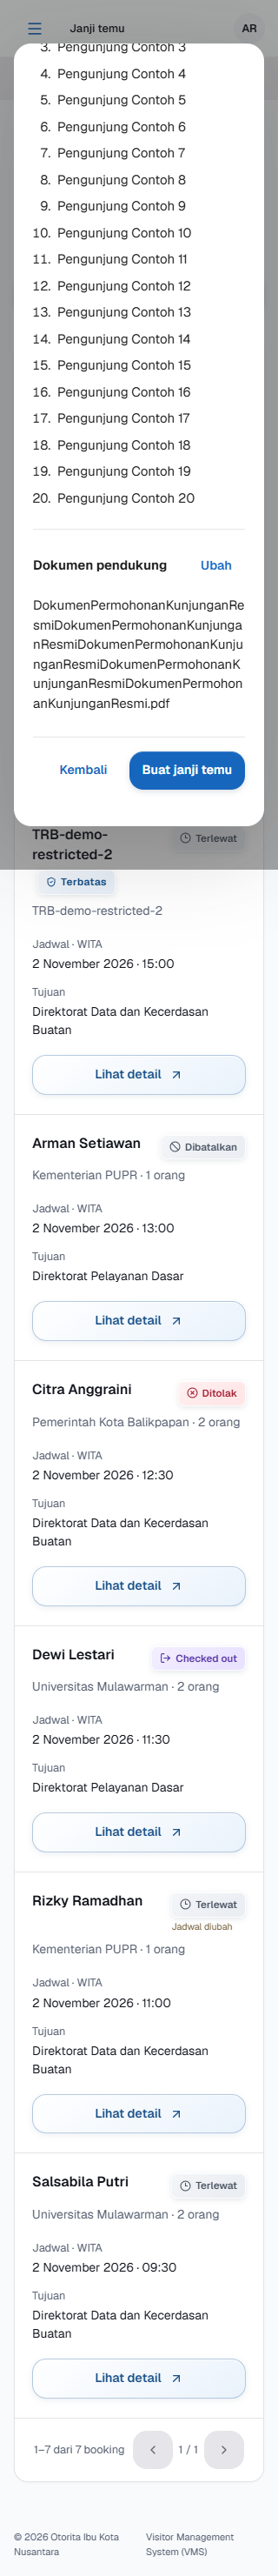 Janji temu
AR
3. Pengunjung Contoh 3
4. Pengunjung Contoh 4
5. Pengunjung Contoh 5
6. Pengunjung Contoh 6
7. Pengunjung Contoh 7
8. Pengunjung Contoh 8
9. Pengunjung Contoh 9
10. Pengunjung Contoh 10
11. Pengunjung Contoh 11
12. Pengunjung Contoh 12
13. Pengunjung Contoh 13
14. Pengunjung Contoh 14
15. Pengunjung Contoh 15
16. Pengunjung Contoh 16
17. Pengunjung Contoh 17
18. Pengunjung Contoh 18
19. Pengunjung Contoh 19
20. Pengunjung Contoh 20
Dokumen pendukung
Ubah
DokumenPermohonanKunjunganRe
smiDokumenPermohonanKunjunga
nResmiDokumenPermohonanKunju
nganResmiDokumenPermohonanK
unjunganResmiDokumenPermohon
anKunjunganResmi.pdf
Kembali
Buat janji temu
TRB-demo-
restricted-2
Terlewat
Terbatas
TRB-demo-restricted-2
Jadwal · WITA
2 November 2026 · 15:00
Tujuan
Direktorat Data dan Kecerdasan
Buatan
Lihat detail
Arman Setiawan
Dibatalkan
Kementerian PUPR · 1 orang
Jadwal · WITA
2 November 2026 · 13:00
Tujuan
Direktorat Pelayanan Dasar
Lihat detail
Citra Anggraini
Ditolak
Pemerintah Kota Balikpapan · 2 orang
Jadwal · WITA
2 November 2026 · 12:30
Tujuan
Direktorat Data dan Kecerdasan
Buatan
Lihat detail
Dewi Lestari
Checked out
Universitas Mulawarman · 2 orang
Jadwal · WITA
2 November 2026 · 11:30
Tujuan
Direktorat Pelayanan Dasar
Lihat detail
Rizky Ramadhan
Terlewat
Jadwal diubah
Kementerian PUPR · 1 orang
Jadwal · WITA
2 November 2026 · 11:00
Tujuan
Direktorat Data dan Kecerdasan
Buatan
Lihat detail
Salsabila Putri
Terlewat
Universitas Mulawarman · 2 orang
Jadwal · WITA
2 November 2026 · 09:30
Tujuan
Direktorat Data dan Kecerdasan
Buatan
Lihat detail
1–7 dari 7 booking
1 / 1
© 2026 Otorita Ibu Kota
Nusantara
Visitor Management
System (VMS)